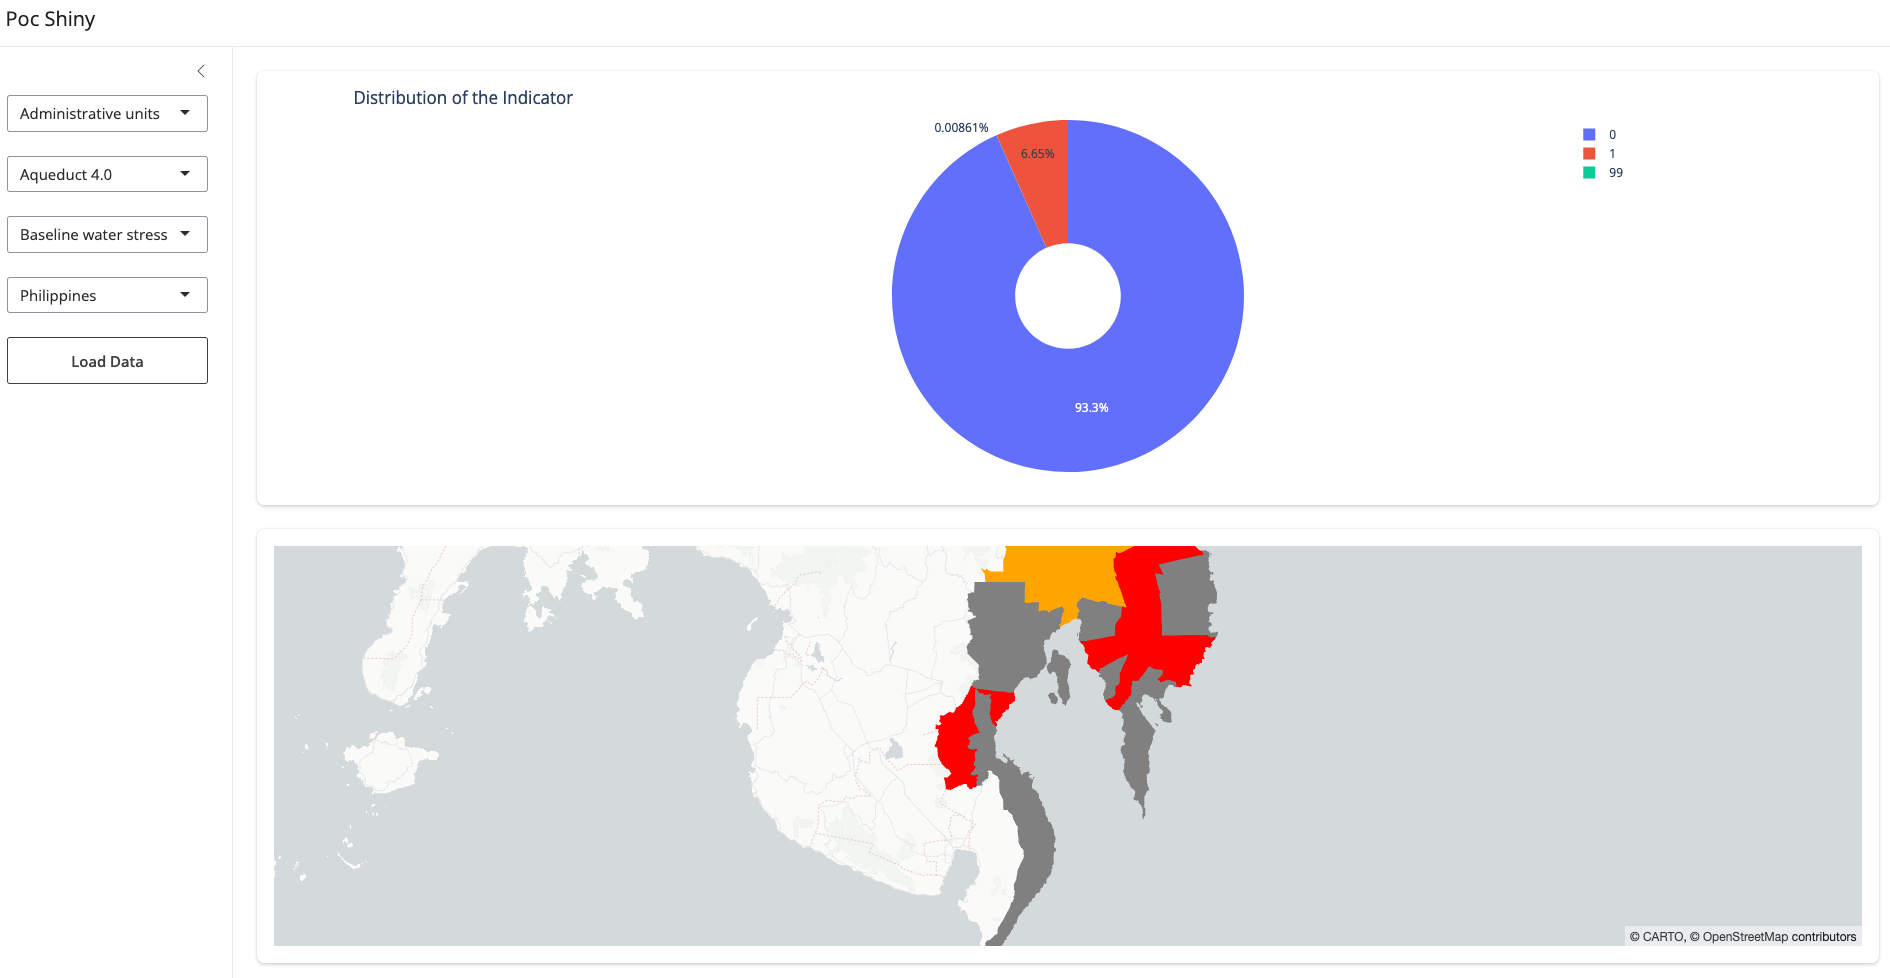 Poc Shiny
Administrative units
Aqueduct 4.0
Baseline water stress
Philippines
Load Data
Distribution of the Indicator
0.00861%
6.65%
93.3%
0
1
99
© CARTO, © OpenStreetMap contributors